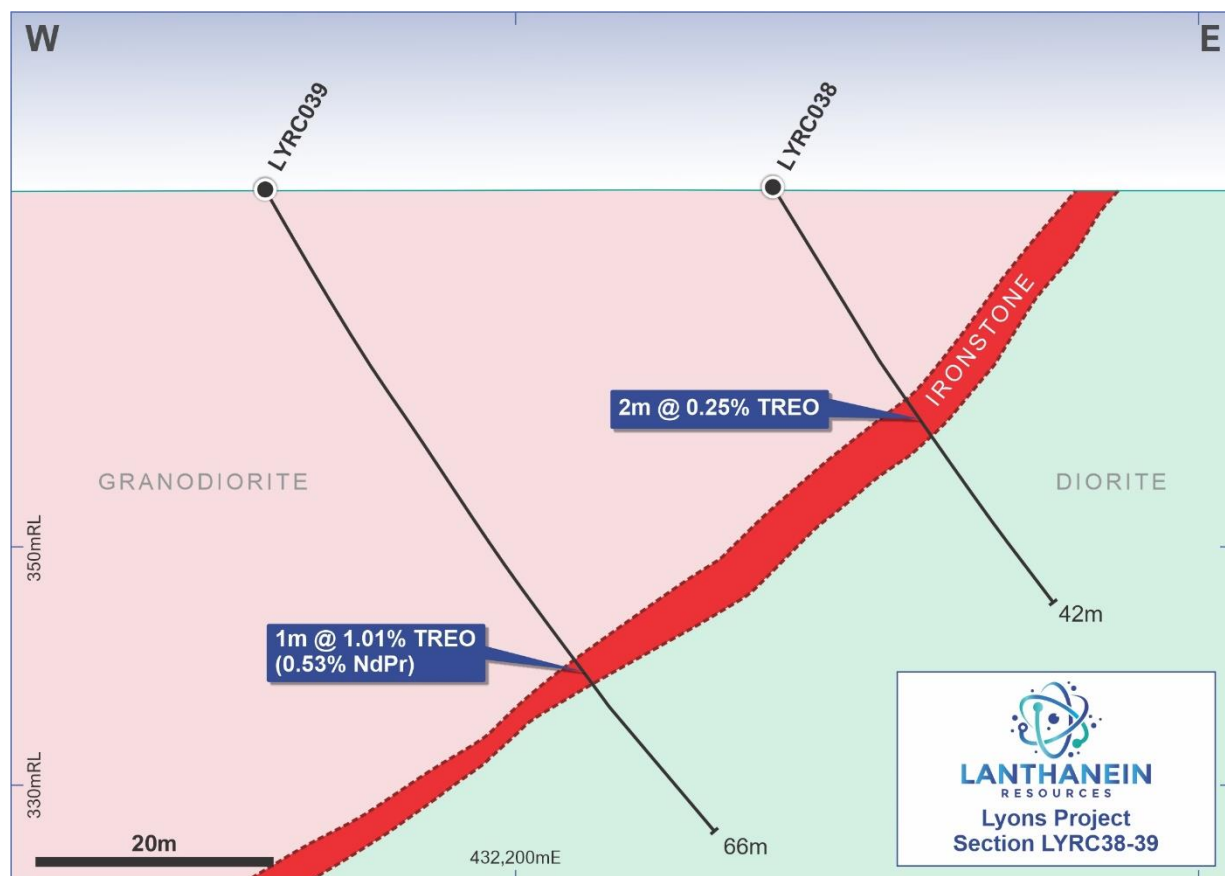 W
E
LYRC039
LYRC038
IRONSTONE
2m @ 0.25% TREO
GRANODIORITE
DIORITE
350mRL
42m
1m @ 1.01% TREO
(0.53% NdPr)
330mRL
20m
432,200mE
66m
LANTHANEIN
RESOURCES
Lyons Project
Section LYRC38-39